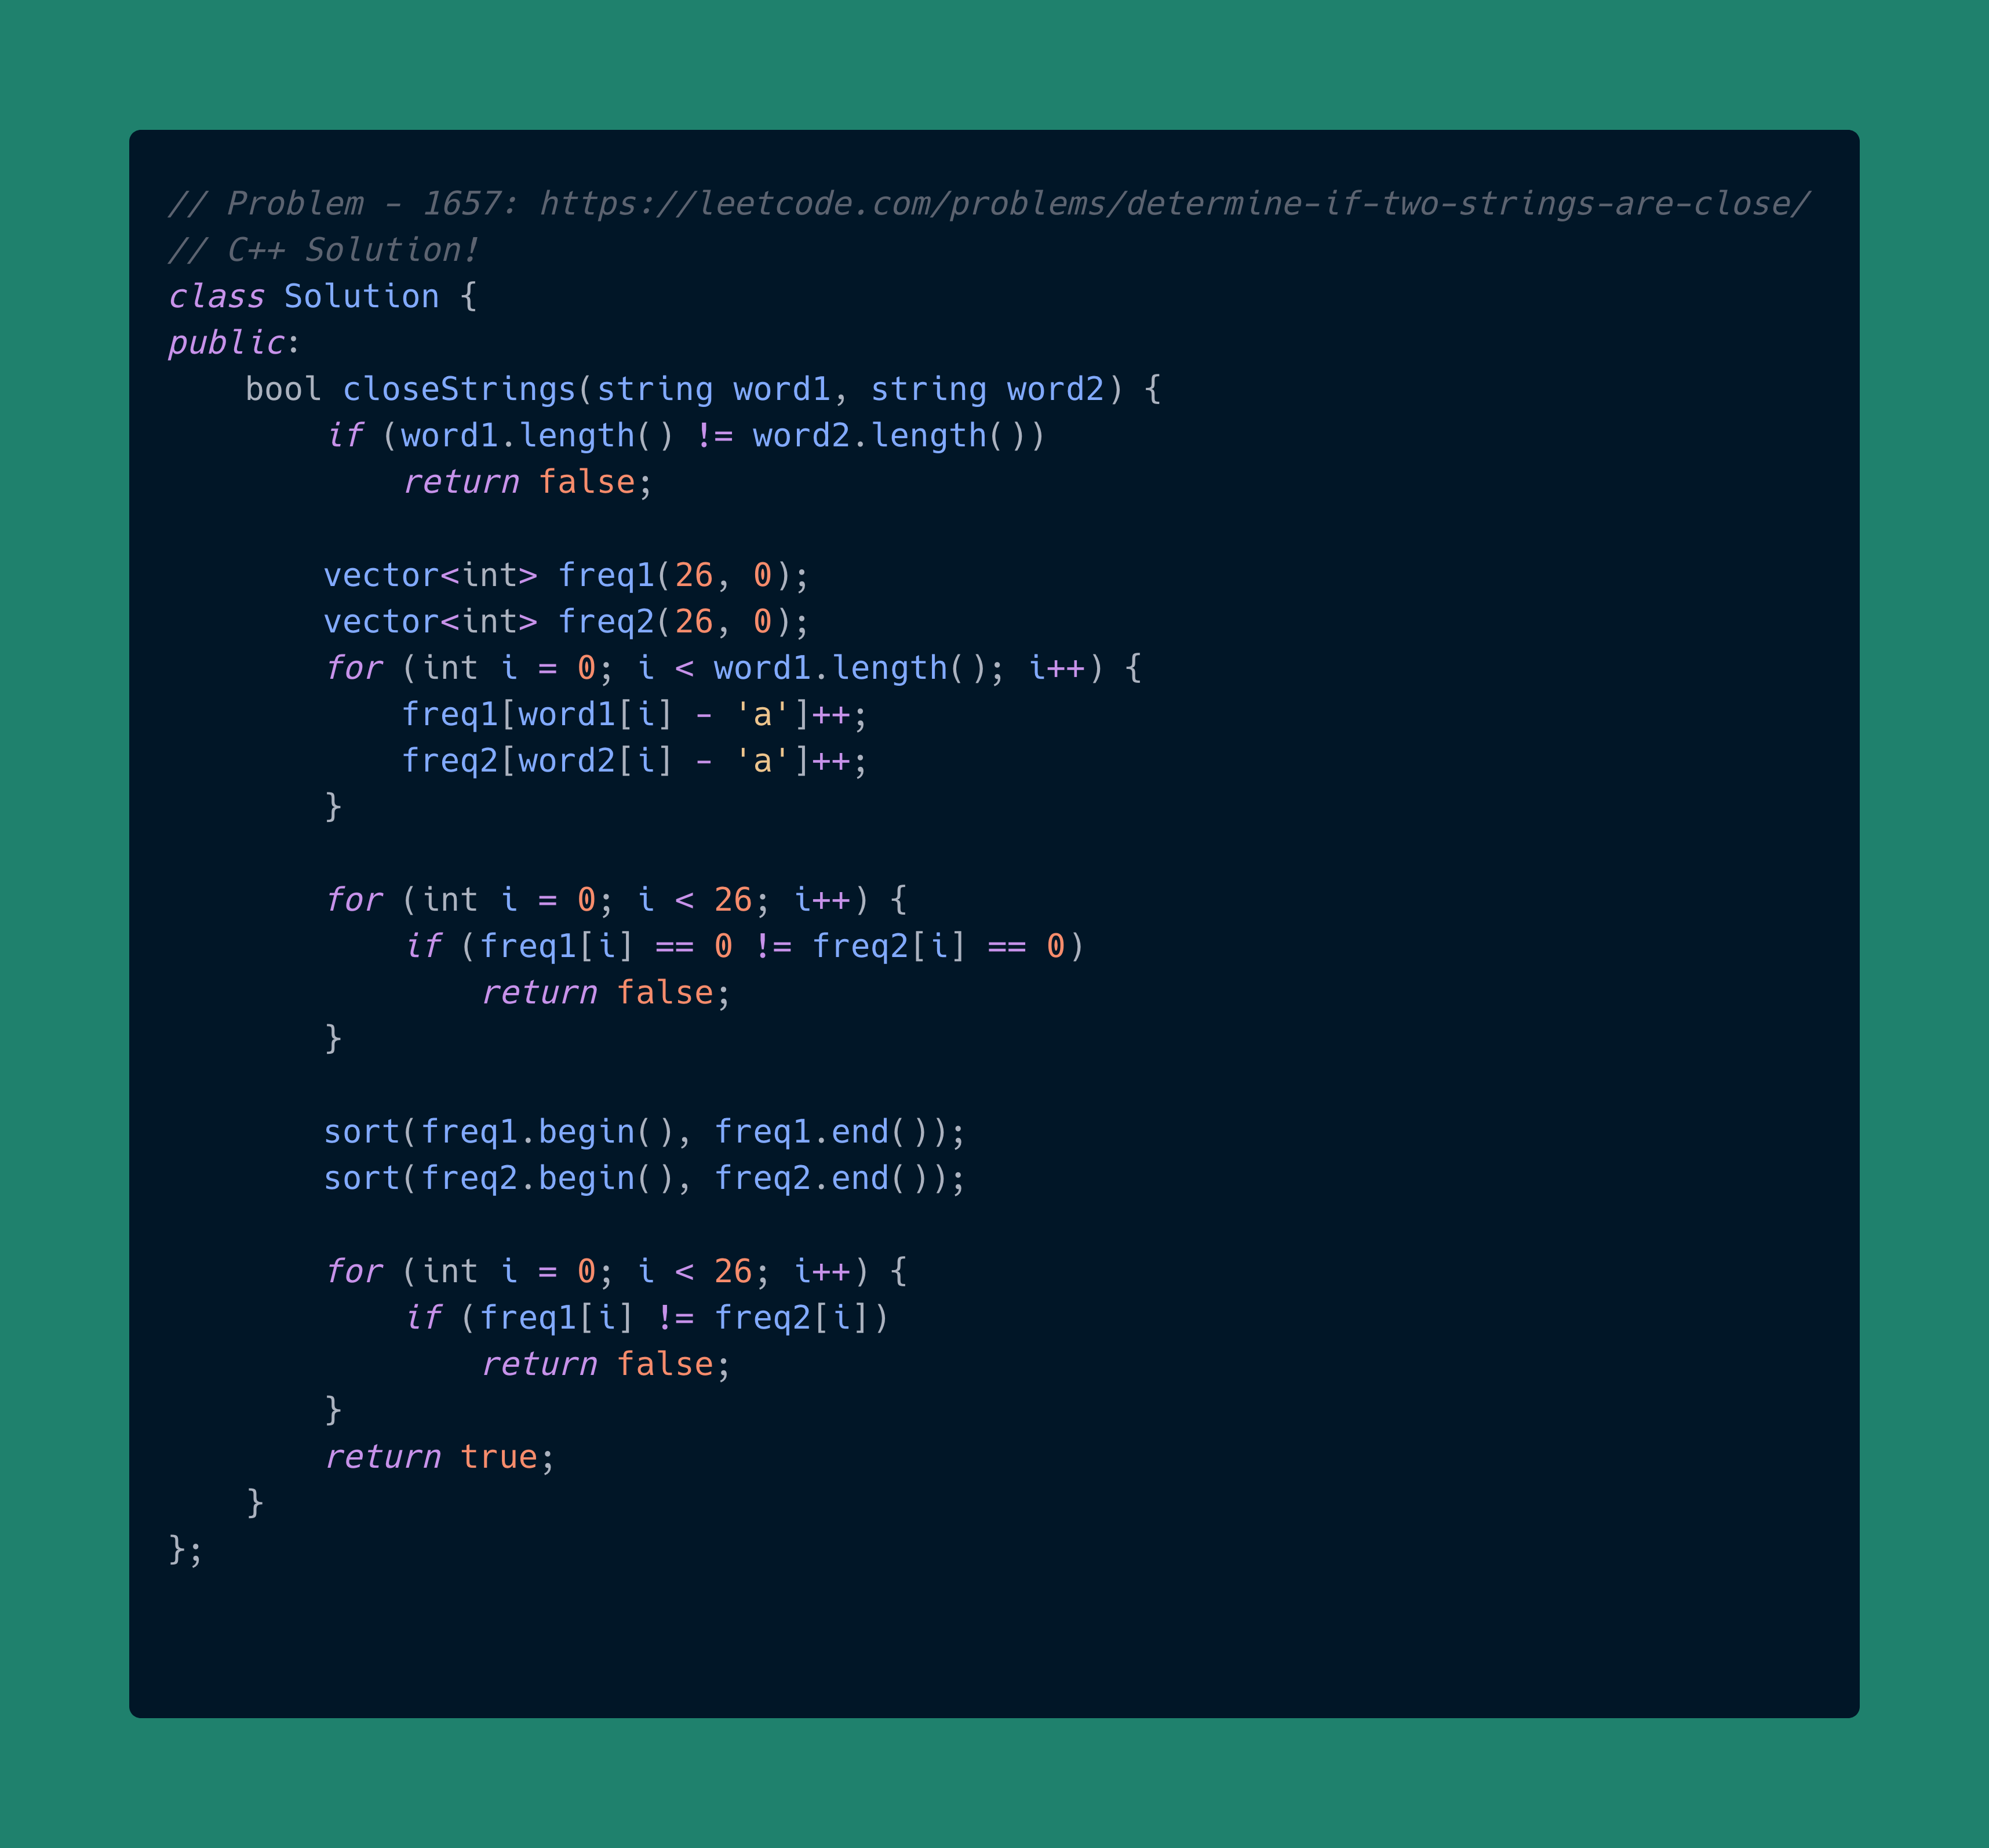 // Problem - 1657: https://leetcode.com/problems/determine-if-two-strings-are-close/
// C++ Solution!
class Solution {
public:
    bool closeStrings(string word1, string word2) {
        if (word1.length() != word2.length())
            return false;

        vector<int> freq1(26, 0);
        vector<int> freq2(26, 0);
        for (int i = 0; i < word1.length(); i++) {
            freq1[word1[i] - 'a']++;
            freq2[word2[i] - 'a']++;
        }

        for (int i = 0; i < 26; i++) {
            if (freq1[i] == 0 != freq2[i] == 0)
                return false;
        }

        sort(freq1.begin(), freq1.end());
        sort(freq2.begin(), freq2.end());

        for (int i = 0; i < 26; i++) {
            if (freq1[i] != freq2[i])
                return false;
        }
        return true;
    }
};